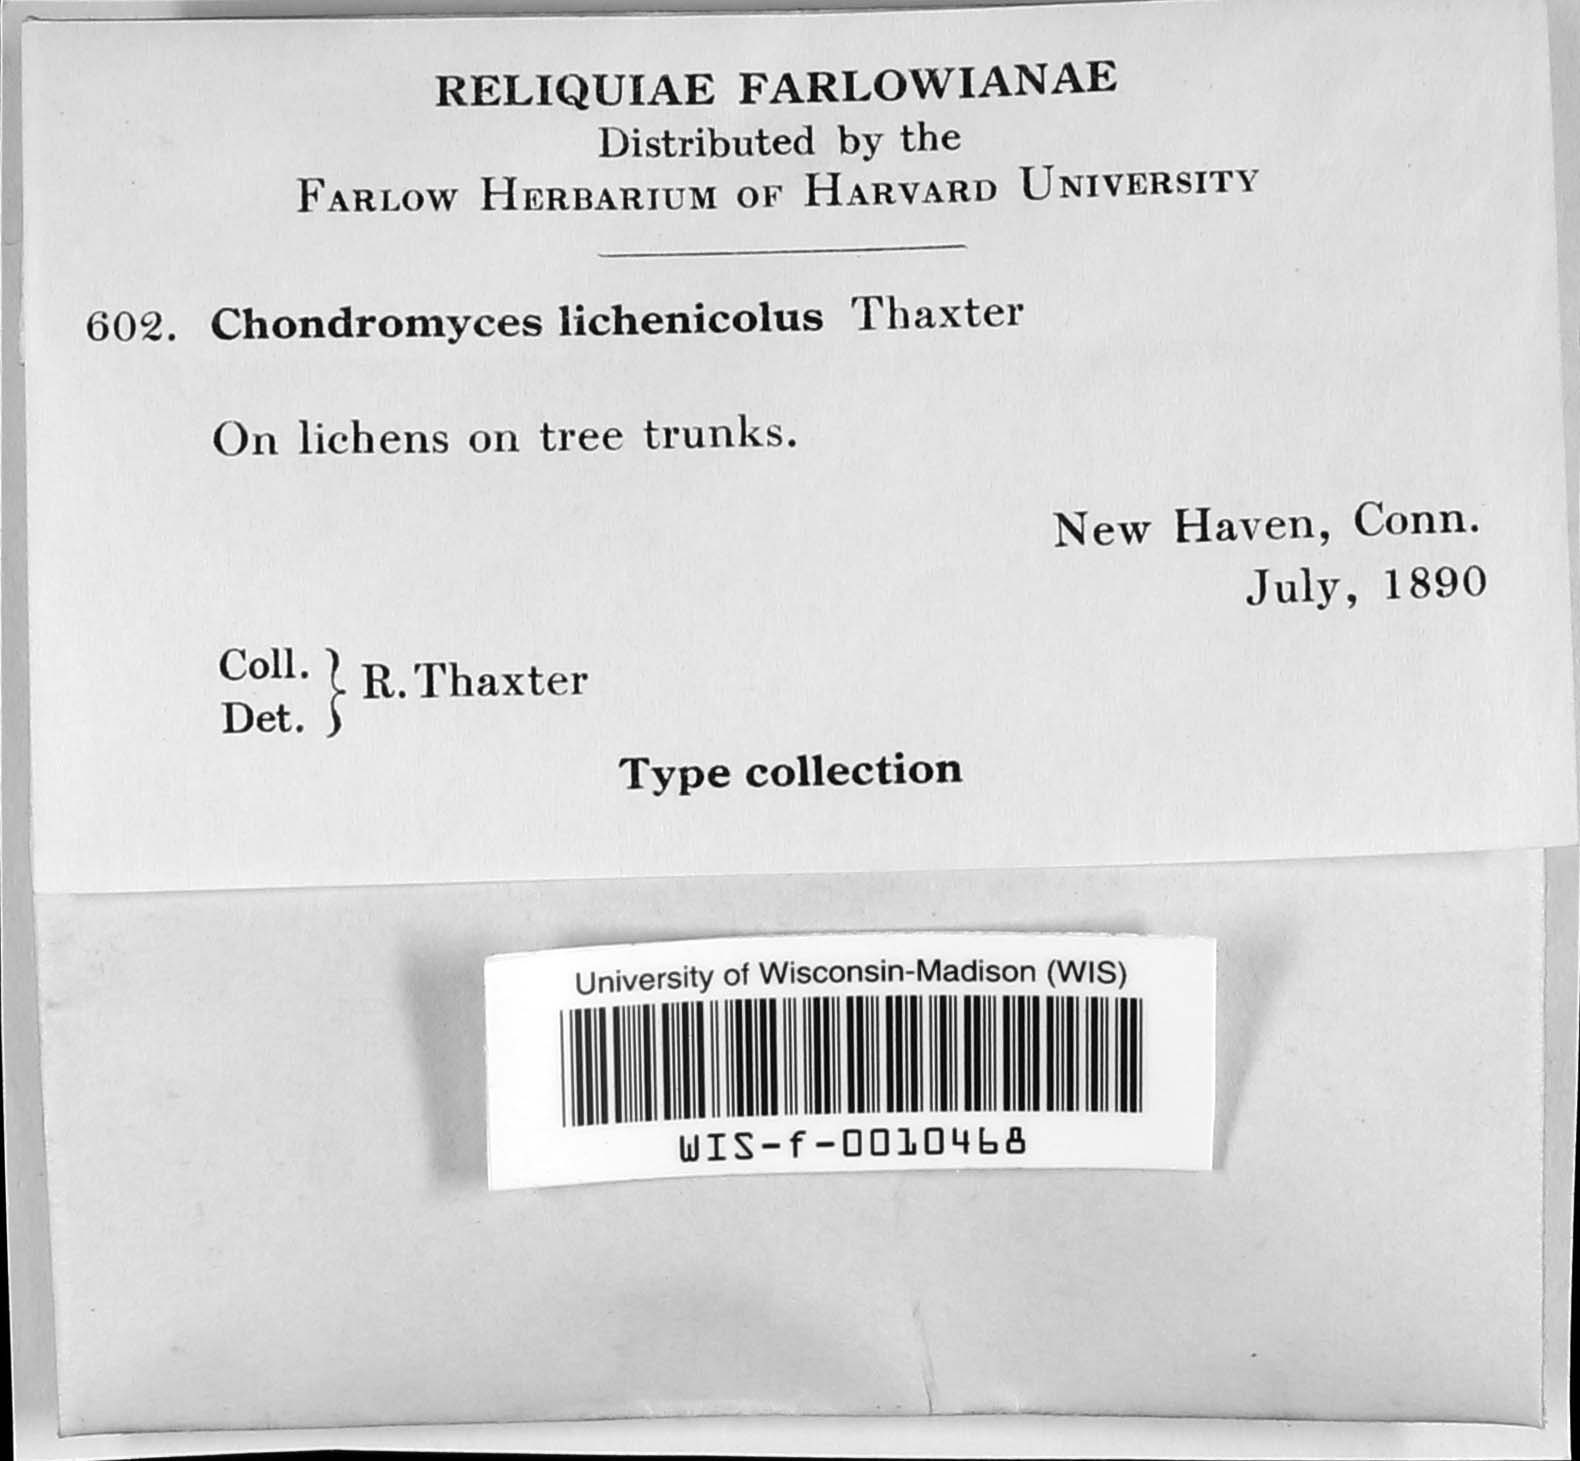 RELIQUIAE FARLOWIANAE
Distributed by the
FARLOW HERBARIUM OF HARVARD UNIVERSITY
602. Chondromyces lichenicolus Thaxter
On lichens on tree trunks.
New Haven, Conn.
July, 1890
Coll. } R. Thaxter
Det.
Type collection
University of Wisconsin-Madison (WIS)
WIS-f-0010468